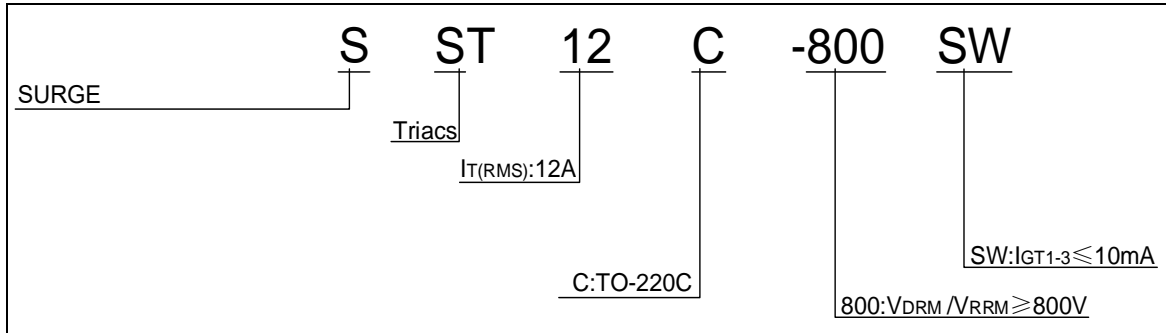 S ST 12 C -800 SW
SURGE
Triacs
IT(RMS):12A
SW:IGT1-3≤10mA
C:TO-220C
800:VDRM /VRRM≥800V